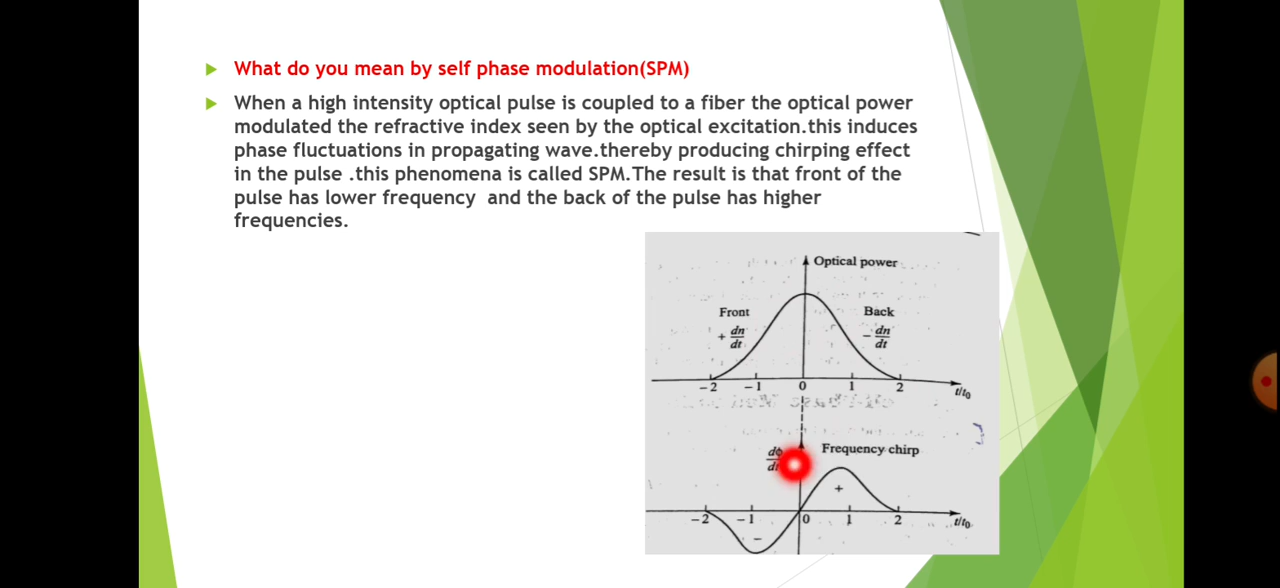 What do you mean by self phase modulation(SPM)
When a high intensity optical pulse is coupled to a fiber the optical power
modulated the refractive index seen by the optical excitation.this induces
phase fluctuations in propagating wave.thereby producing chirping effect
in the pulse .this phenomena is called SPM.The result is that front of the
pulse has lower frequency  and the back of the pulse has higher
frequencies.
Optical power
Front
Back
+ dn
dt
- dn
dt
-2 -1 0 1 2
t/t₀
dϕ
Frequency chirp
+
-2 -1 0 1 2
t/t₀
-